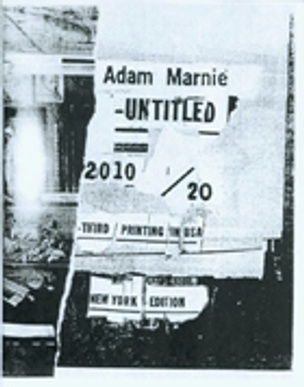 Adam Marnie
-UNTITLED
2010
/20
-THIRD PRINTING IN USA
NEW YORK EDITION